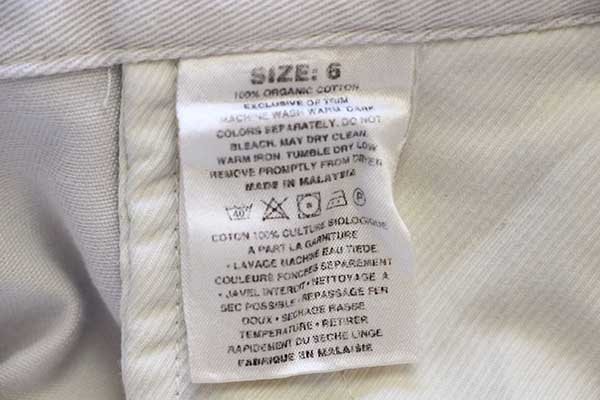 SIZE: 6
100% ORGANIC COTTON
EXCLUSIVE OF TRIM
MACHINE WASH WARM. DARK
COLORS SEPARATELY. DO NOT
BLEACH. MAY DRY CLEAN.
WARM IRON. TUMBLE DRY LOW
REMOVE PROMPTLY FROM DRYER
MADE IN MALAYSIA
40 P
COTON 100% CULTURE BIOLOGIQUE
A PART LA GARNITURE
• LAVAGE MACHINE EAU TIEDE
COULEURS FONCEES SEPAREMENT
• JAVEL INTERDIT • NETTOYAGE A
SEC POSSIBLE • REPASSAGE FER
DOUX • SECHAGE BASSE
TEMPERATURE • RETIRER
RAPIDEMENT DU SECHE LINGE
FABRIQUE EN MALAISIE